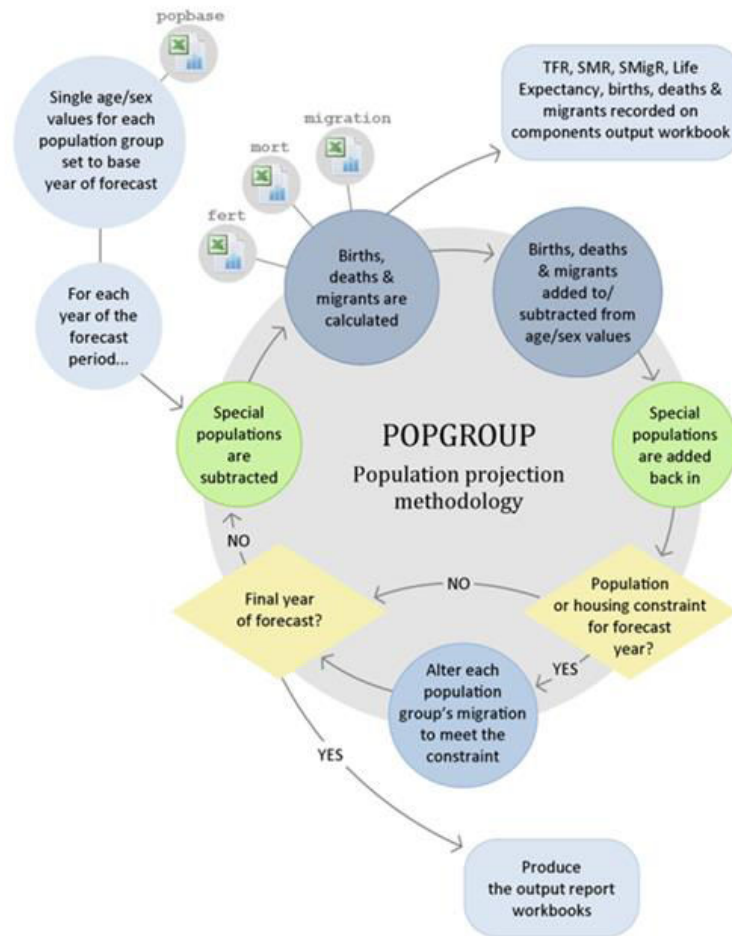 popbase
Single age/sex
values for each
population group
set to base
year of forecast
For each
year of the
forecast
period...
fert
mort
migration
Births,
deaths &
migrants are
calculated
TFR, SMR, SMigR, Life
Expectancy, births, deaths &
migrants recorded on
components output workbook
Births, deaths
& migrants
added to/
subtracted from
age/sex values
Special
populations
are
subtracted
POPGROUP
Population projection
methodology
Special
populations
are added
back in
NO
Final year
of forecast?
NO
Population
or housing constraint
for forecast
year?
YES
Alter each
population
group's migration
to meet the
constraint
YES
Produce
the output report
workbooks